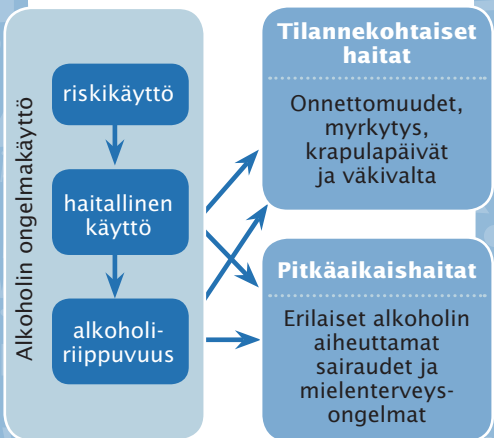 Alkoholin ongelmakäyttö
riskikäyttö
haitallinen
käyttö
alkoholi-
riippuvuus
Tilannekohtaiset
haitat
Onnettomuudet,
myrkytys,
krapulapäivät
ja väkivalta
Pitkäaikaishaitat
Erilaiset alkoholin
aiheuttamat
sairaudet ja
mielenterveys-
ongelmat